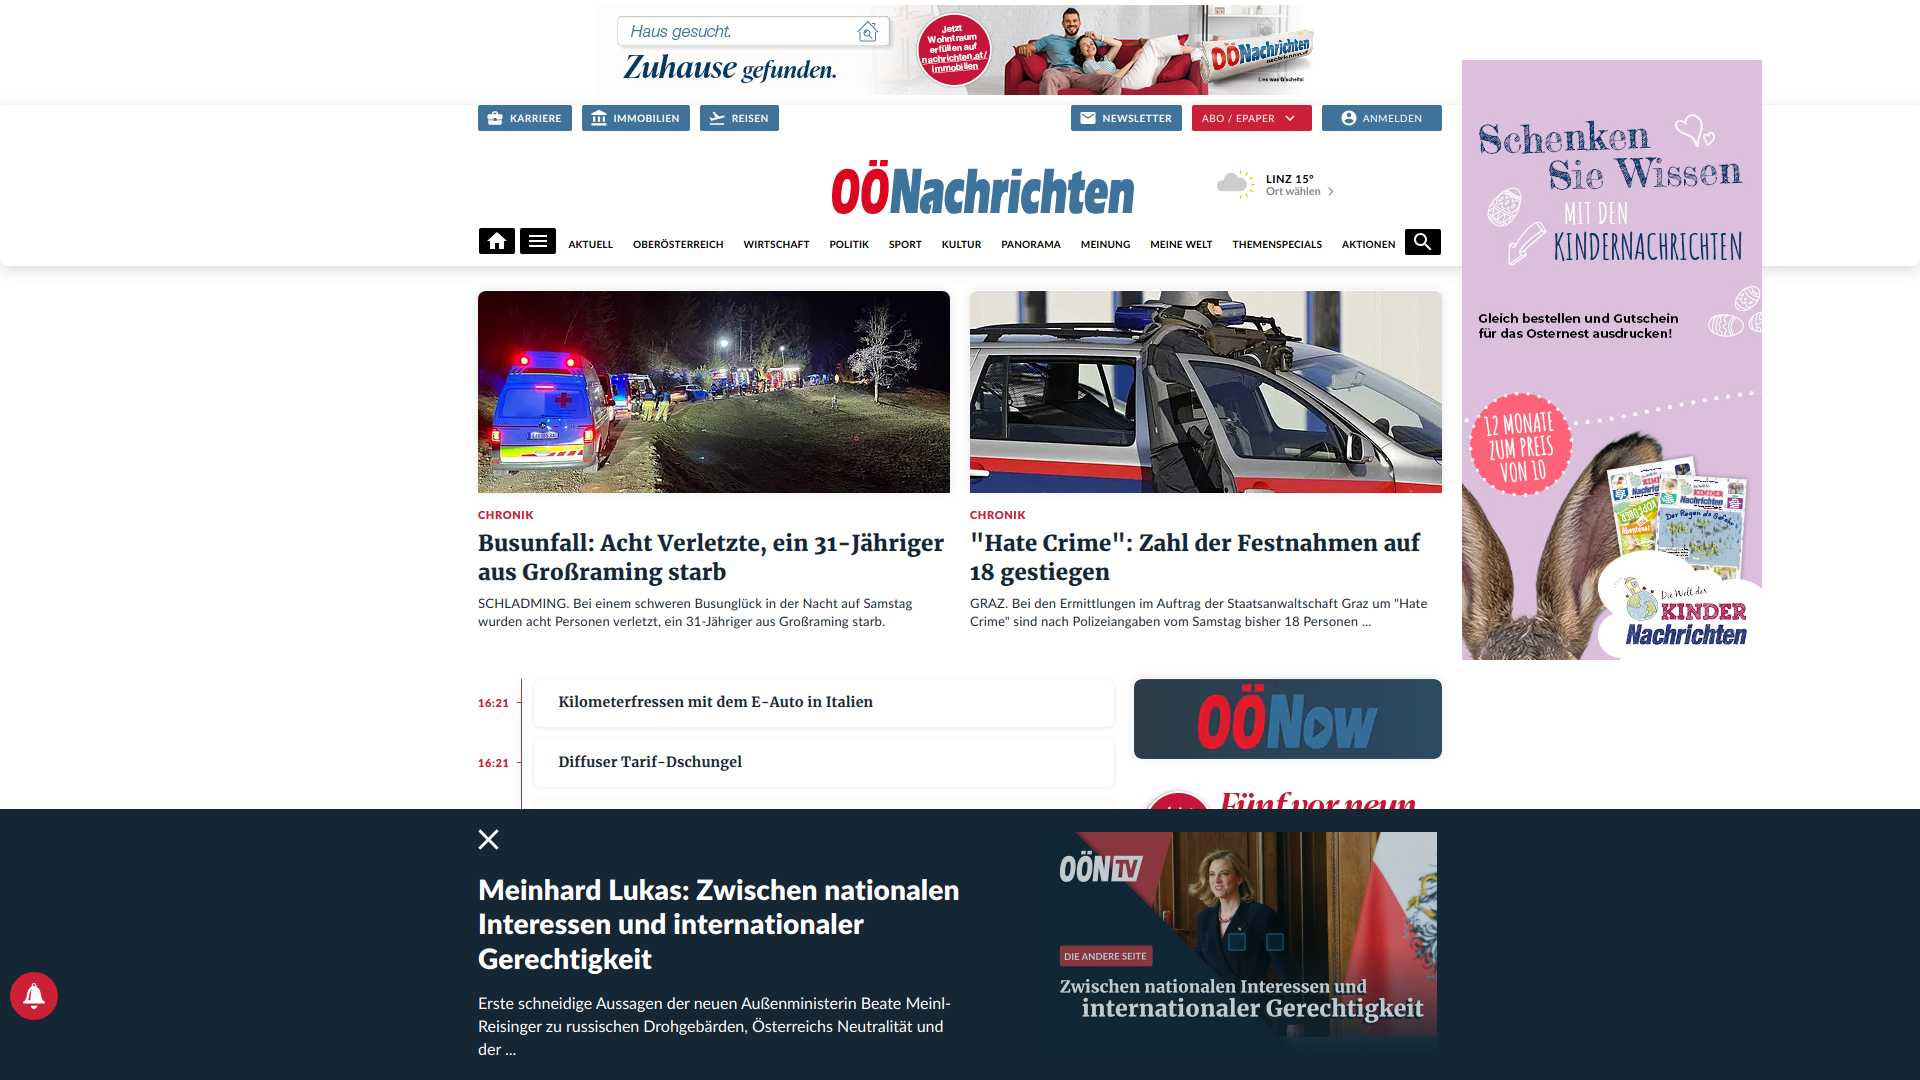 Haus gesucht.
Zuhause gefunden.
Jetzt
Wohntraum
erfüllen auf
nachrichten.at/
immobilien
OÖNachrichten
Lies was G'scheits!
KARRIERE
IMMOBILIEN
REISEN
NEWSLETTER
ABO / EPAPER
ANMELDEN
OÖNachrichten
LINZ 15°
Ort wählen
AKTUELL
OBERÖSTERREICH
WIRTSCHAFT
POLITIK
SPORT
KULTUR
PANORAMA
MEINUNG
MEINE WELT
THEMENSPECIALS
AKTIONEN
Schenken
Sie Wissen
MIT DEN
KINDERNACHRICHTEN
Gleich bestellen und Gutschein
für das Osternest ausdrucken!
12 MONATE
ZUM PREIS
VON 10
Die Welt der
KINDER
Nachrichten
CHRONIK
Busunfall: Acht Verletzte, ein 31-Jähriger
aus Großraming starb
SCHLADMING. Bei einem schweren Busunglück in der Nacht auf Samstag
wurden acht Personen verletzt, ein 31-Jähriger aus Großraming starb.
CHRONIK
"Hate Crime": Zahl der Festnahmen auf
18 gestiegen
GRAZ. Bei den Ermittlungen im Auftrag der Staatsanwaltschaft Graz um "Hate
Crime" sind nach Polizeiangaben vom Samstag bisher 18 Personen ...
16:21
Kilometerfressen mit dem E-Auto in Italien
16:21
Diffuser Tarif-Dschungel
OÖNow
Fünf vor neun
Meinhard Lukas: Zwischen nationalen
Interessen und internationaler
Gerechtigkeit
Erste schneidige Aussagen der neuen Außenministerin Beate Meinl-
Reisinger zu russischen Drohgebärden, Österreichs Neutralität und
der ...
OÖN TV
DIE ANDERE SEITE
Zwischen nationalen Interessen und
internationaler Gerechtigkeit